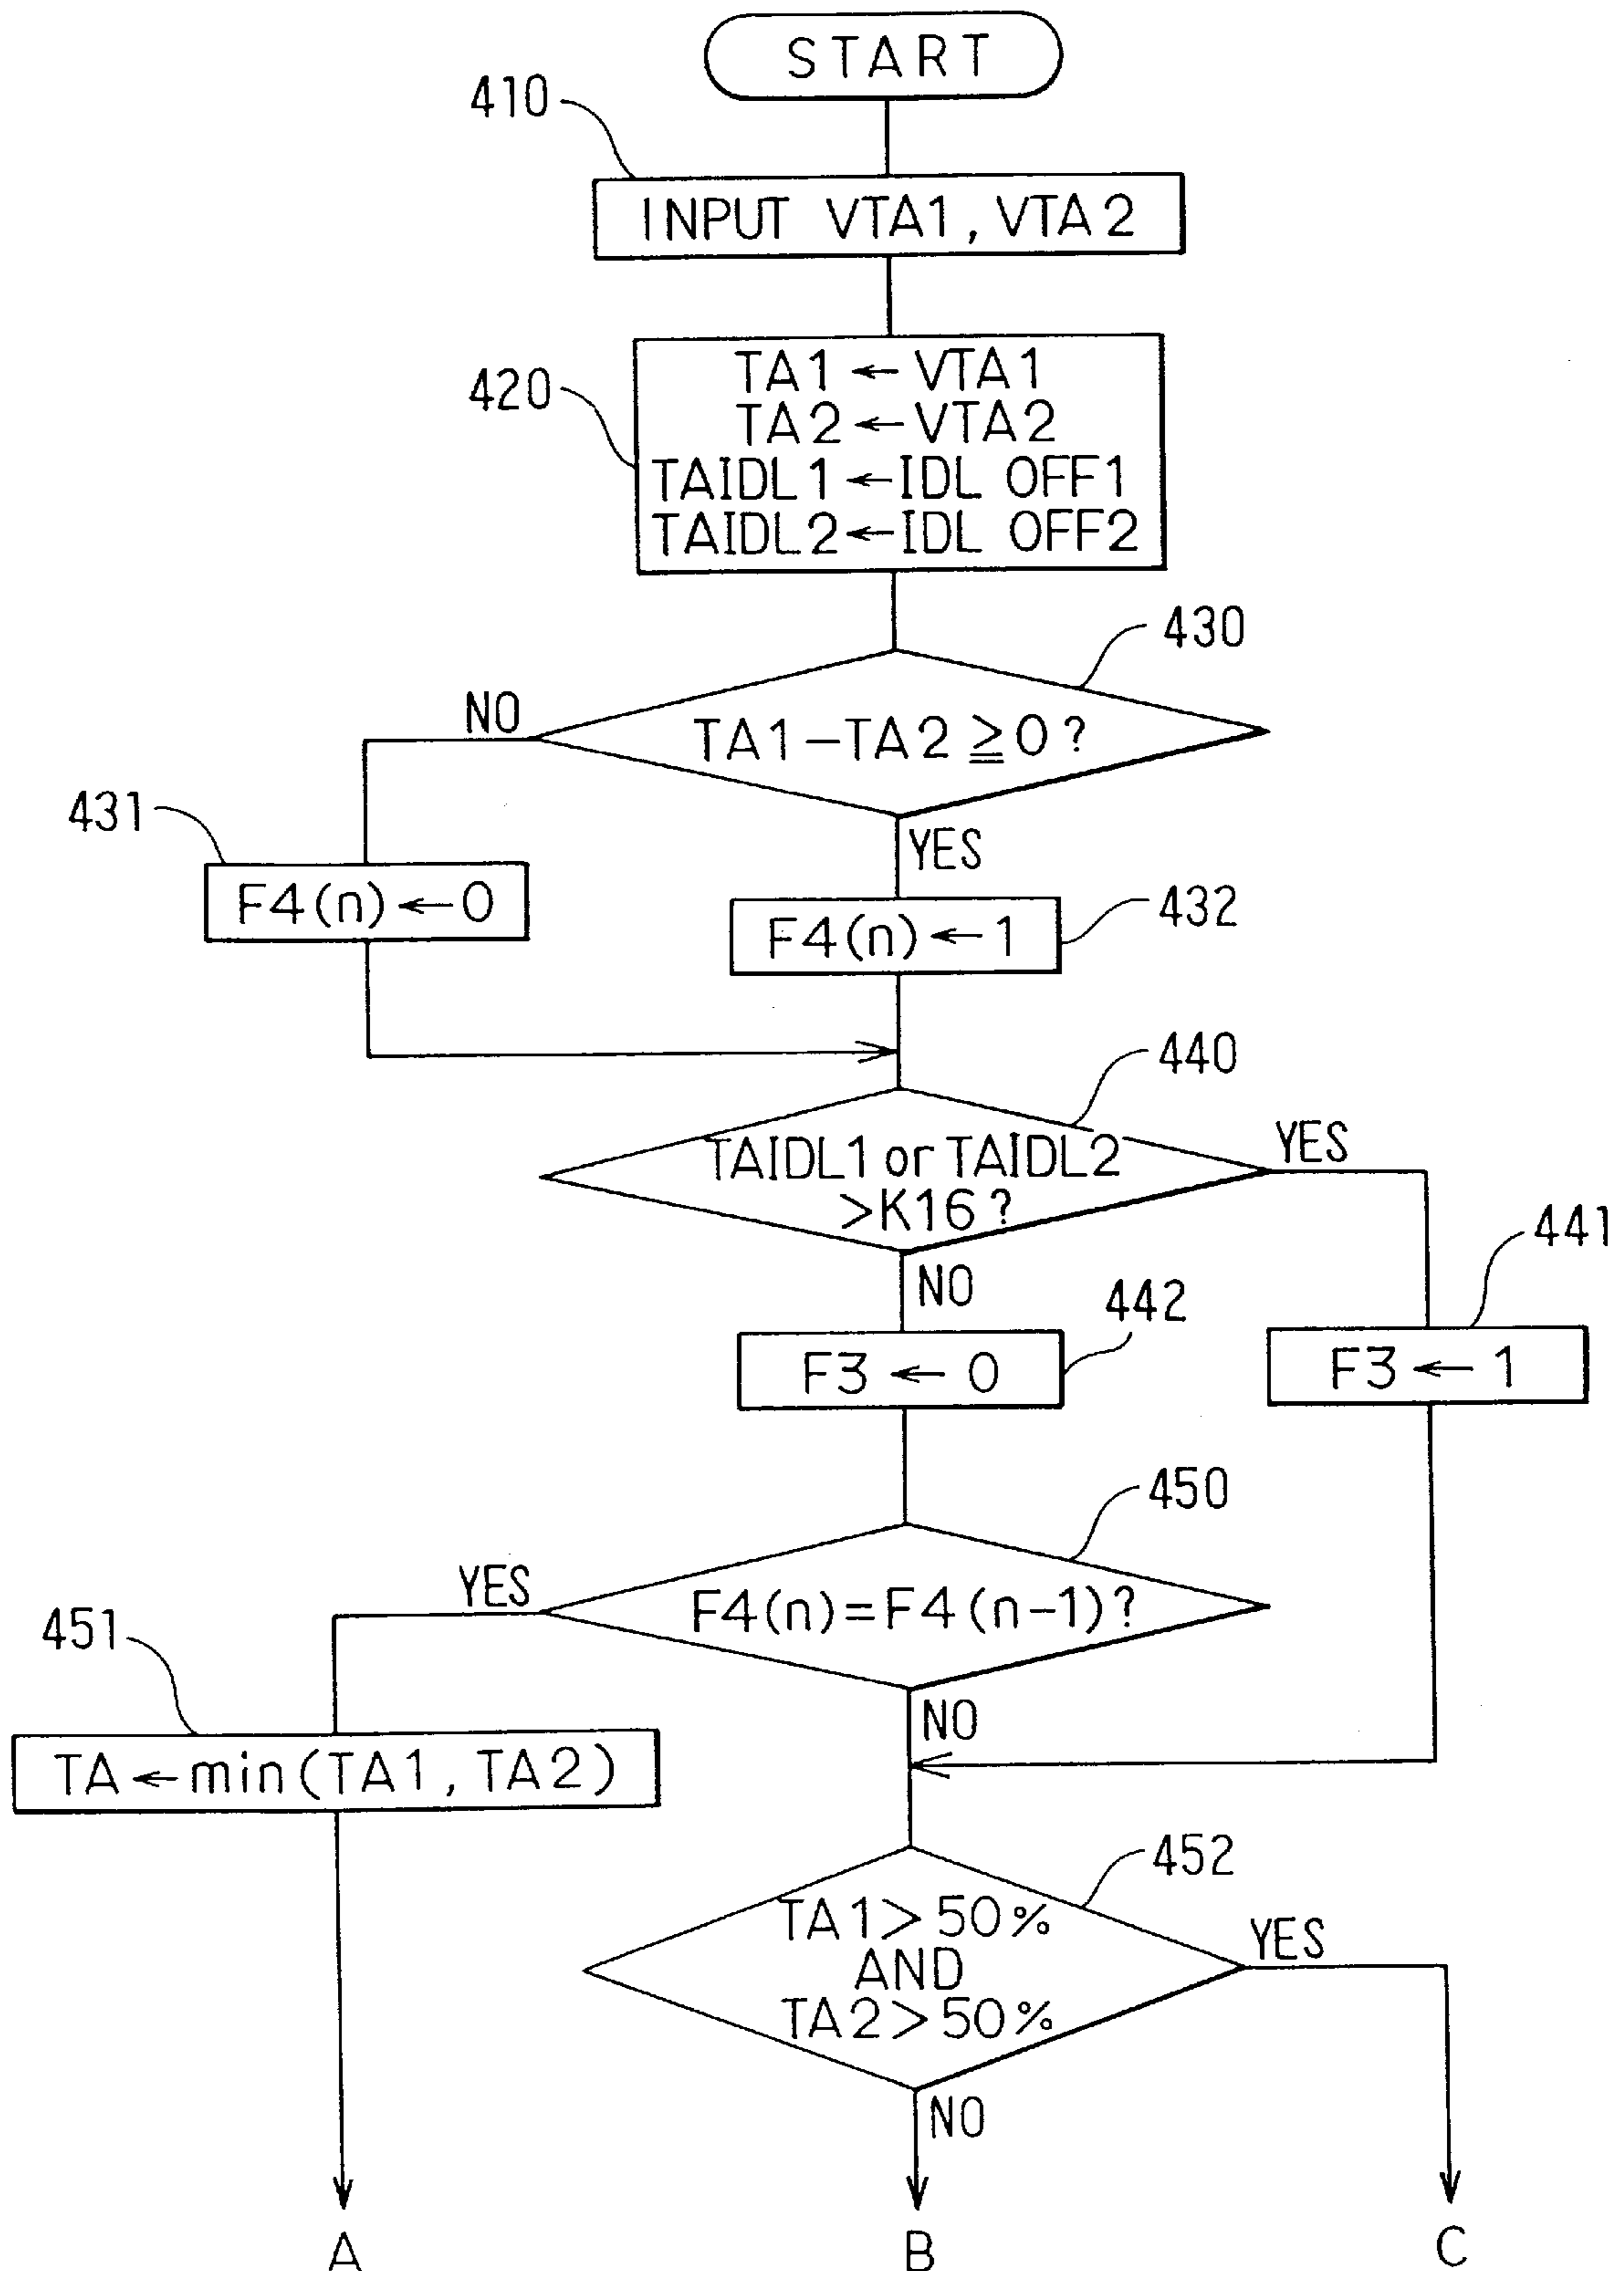 START
410
INPUT VTA1, VTA2
420
TA1 ← VTA1
TA2 ← VTA2
TAIDL1 ← IDL OFF1
TAIDL2 ← IDL OFF2
430
NO
TA1-TA2 ≧ 0?
431
YES
F4(n) ← 0
432
F4(n) ← 1
440
TAIDL1 or TAIDL2
YES
>K16?
441
NO
442
F3 ← 0
F3 ← 1
450
YES
F4(n)=F4(n-1)?
451
NO
TA ← min(TA1, TA2)
452
TA1>50%
YES
AND
TA2>50%
NO
A
B
C